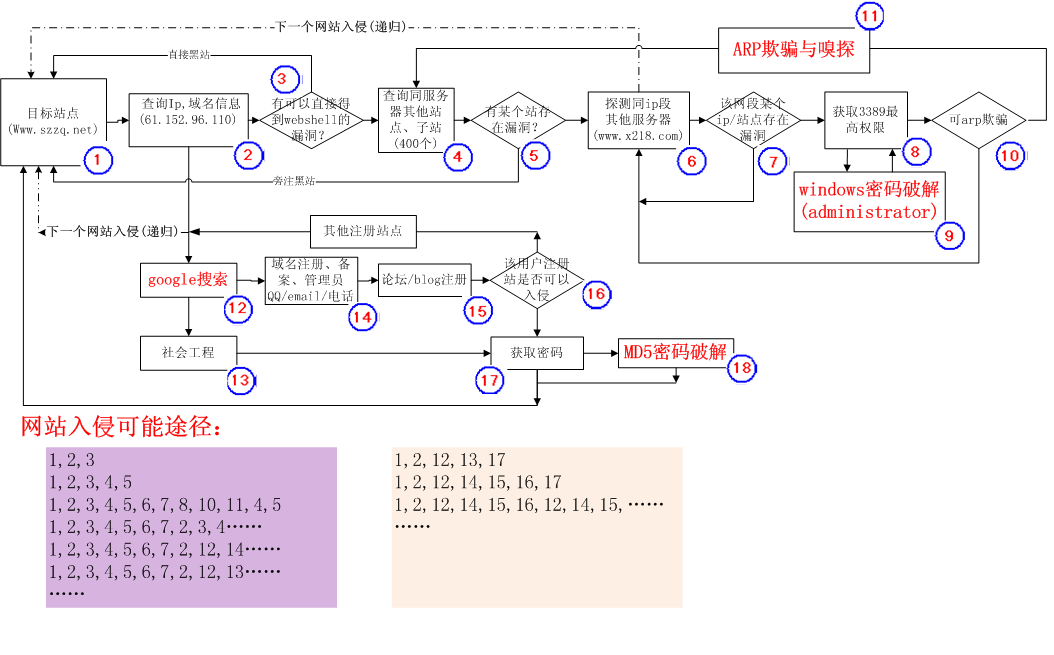 下一个网站入侵(递归)
11
ARP欺骗与嗅探
直接黑站
3
目标站点
(Www.szzq.net)
1
查询Ip,域名信息
(61.152.96.110)
2
有可以直接得
到webshell的
漏洞?
查询同服务
器其他站
点、子站
(400个)
4
有某个站存
在漏洞?
5
探测同ip段
其他服务器
(www.x218.com)
6
该网段某个
ip/站点存在
漏洞
7
获取3389最
高权限
8
可arp欺骗
10
windows密码破解
(administrator)
9
旁注黑站
下一个网站入侵(递归)
其他注册站点
google搜索
12
域名注册、备
案、管理员
QQ/email/电话
14
论坛/blog注册
15
该用户注册
站是否可以
入侵
16
社会工程
13
获取密码
17
MD5密码破解
18
网站入侵可能途径：
1,2,3
1,2,3,4,5
1,2,3,4,5,6,7,8,10,11,4,5
1,2,3,4,5,6,7,2,3,4……
1,2,3,4,5,6,7,2,12,14……
1,2,3,4,5,6,7,2,12,13……
……
1,2,12,13,17
1,2,12,14,15,16,17
1,2,12,14,15,16,12,14,15,……
……